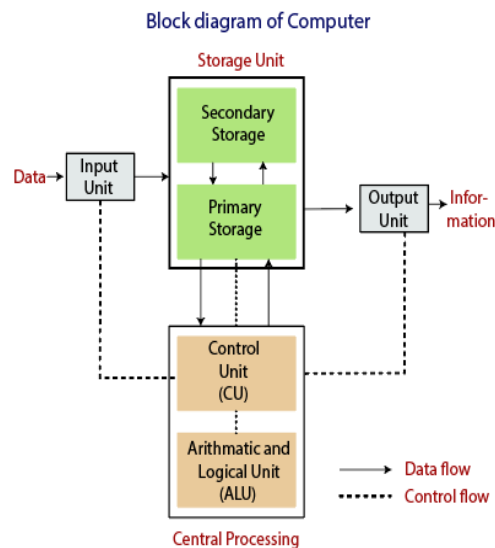 Block diagram of Computer
Storage Unit
Secondary
Storage
Data
Input
Unit
Primary
Storage
Output
Unit
Infor-
mation
Control
Unit
(CU)
Arithmatic and
Logical Unit
(ALU)
Data flow
Control flow
Central Processing